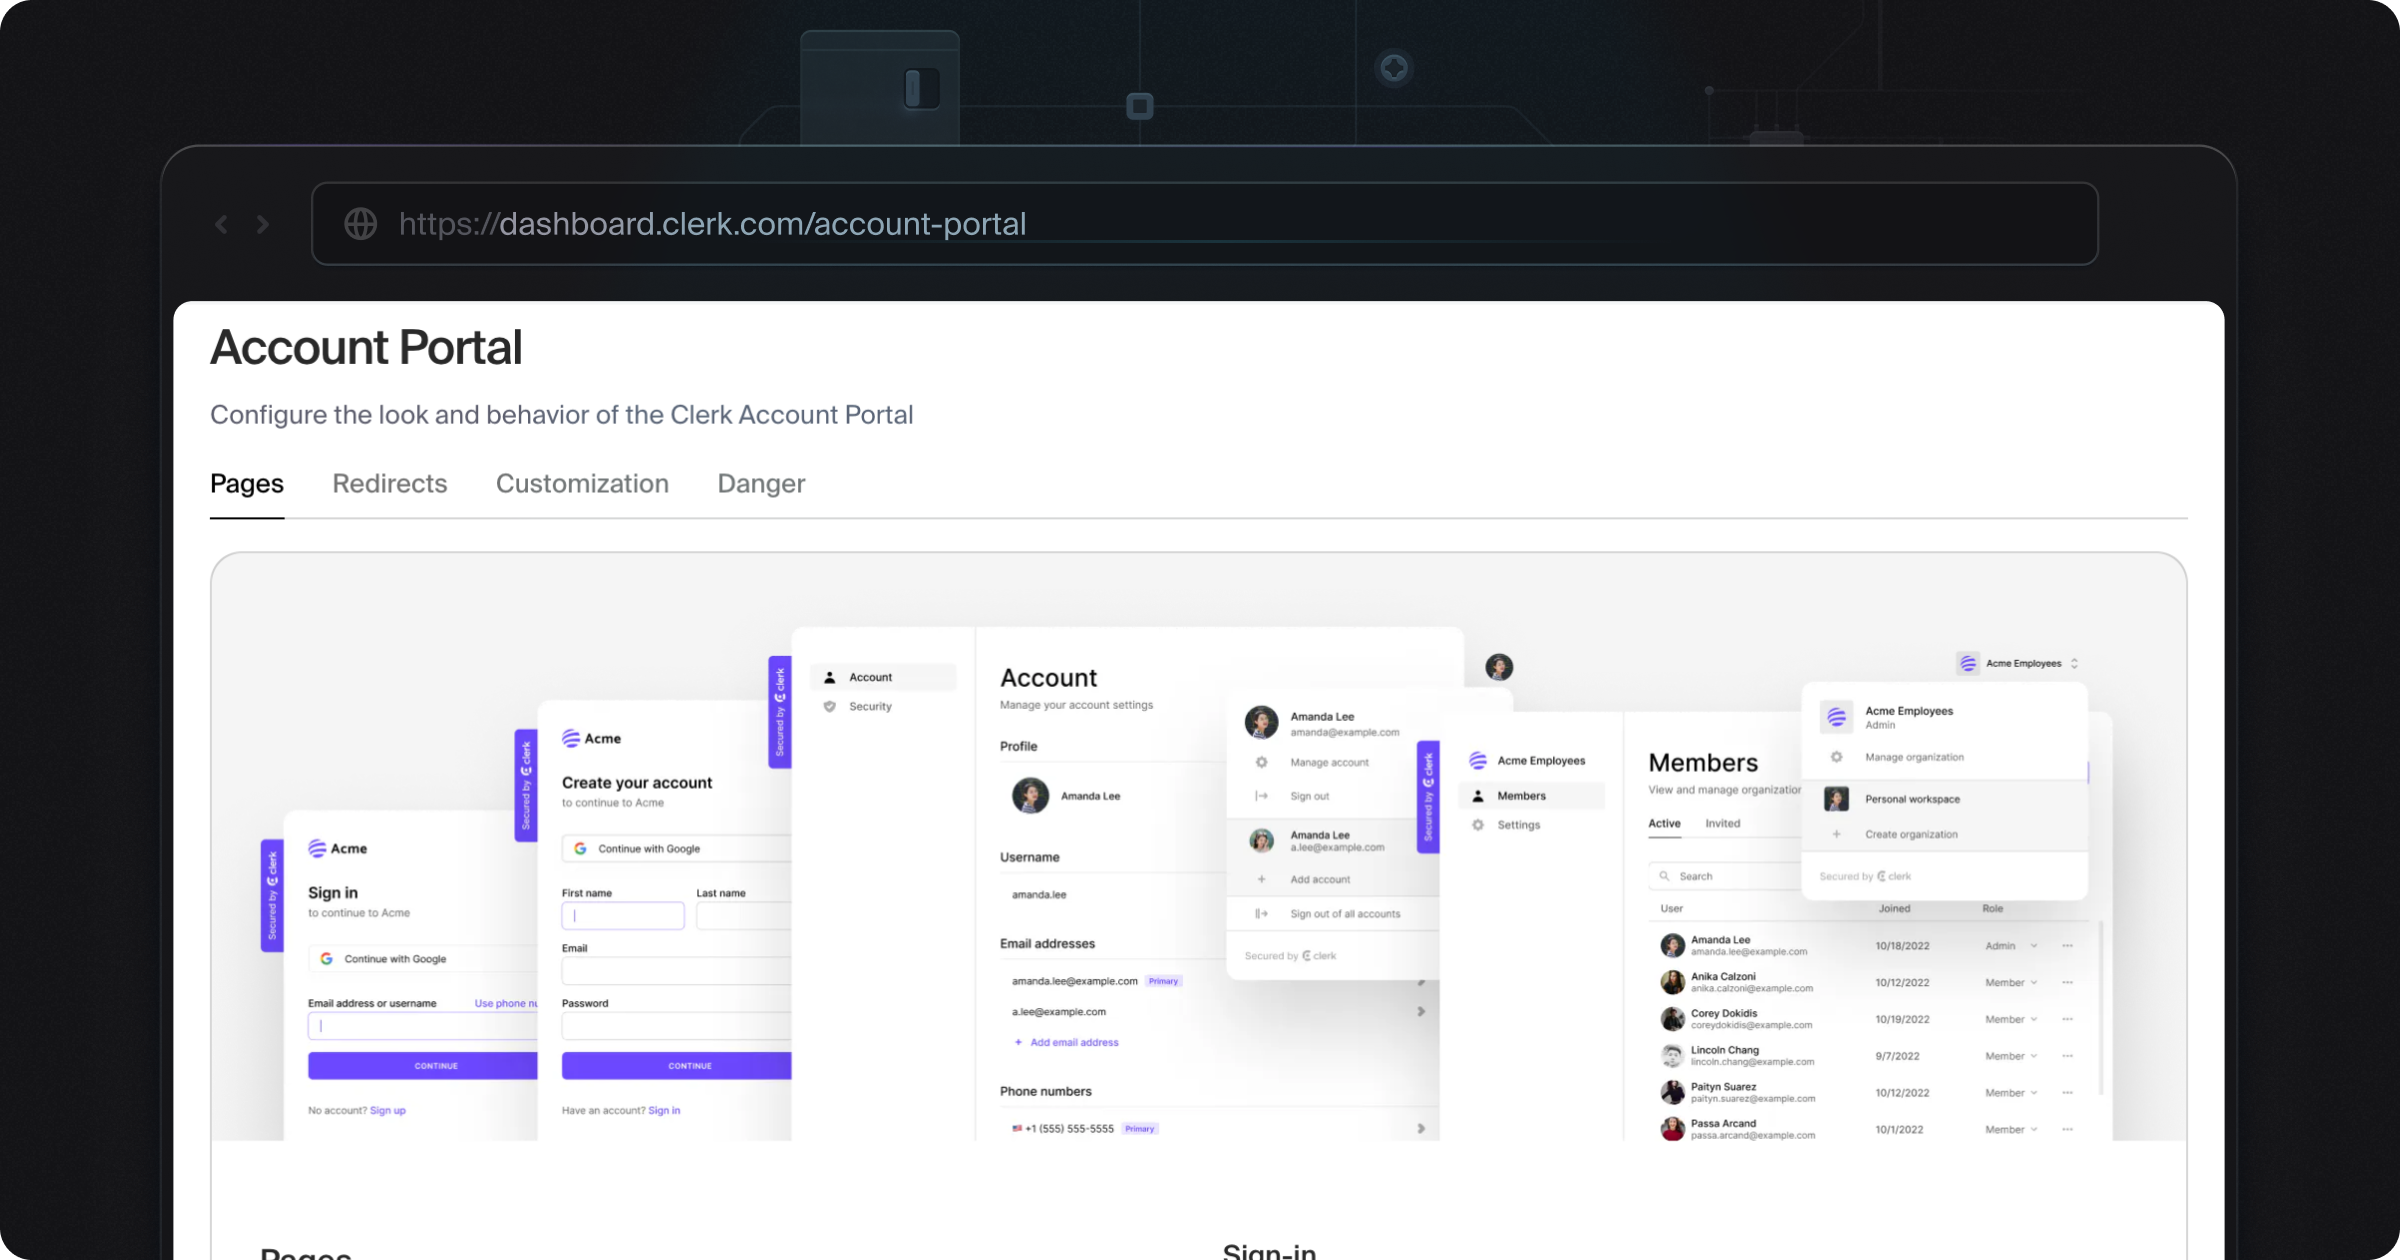 https://dashboard.clerk.com/account-portal
Account Portal
Configure the look and behavior of the Clerk Account Portal
Pages Redirects Customization Danger
Secured by clerk
Acme
Sign in
to continue to Acme
Continue with Google
Email address or username Use phone nu
CONTINUE
No account? Sign up
Secured by clerk
Acme
Create your account
to continue to Acme
Continue with Google
First name Last name
Email
Password
CONTINUE
Have an account? Sign in
Secured by clerk
Account
Security
Account
Manage your account settings
Profile
Amanda Lee
Username
amanda.lee
Email addresses
amanda.lee@example.com Primary
a.lee@example.com
+ Add email address
Phone numbers
+1 (555) 555-5555 Primary
Amanda Lee
amanda@example.com
Manage account
Sign out
Amanda Lee
a.lee@example.com
+ Add account
Sign out of all accounts
Secured by clerk
Secured by clerk
Acme Employees
Members
Settings
Members
View and manage organization
Active Invited
Search
User Joined Role
Amanda Lee
amanda.lee@example.com 10/18/2022 Admin
Anika Calzoni
anika.calzoni@example.com 10/12/2022 Member
Corey Dokidis
coreydokidis@example.com 10/19/2022 Member
Lincoln Chang
lincoln.chang@example.com 9/7/2022 Member
Paityn Suarez
paityn.suarez@example.com 10/12/2022 Member
Passa Arcand
passa.arcand@example.com 10/1/2022 Member
Acme Employees
Acme Employees
Admin
Manage organization
Personal workspace
+ Create organization
Secured by clerk
Pages
Sign-in